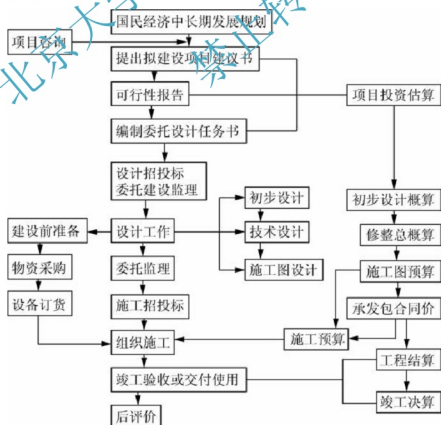 国民经济中长期发展规划
项目咨询
提出拟建设项目建议书
可行性报告
项目投资估算
编制委托设计任务书
设计招投标
委托建设监理
初步设计
初步设计概算
建设前准备
设计工作
技术设计
修整总概算
物资采购
委托监理
施工图设计
施工图预算
设备订货
施工招投标
承发包合同价
组织施工
施工预算
工程结算
竣工验收或交付使用
竣工决算
后评价
北京大学
禁止转